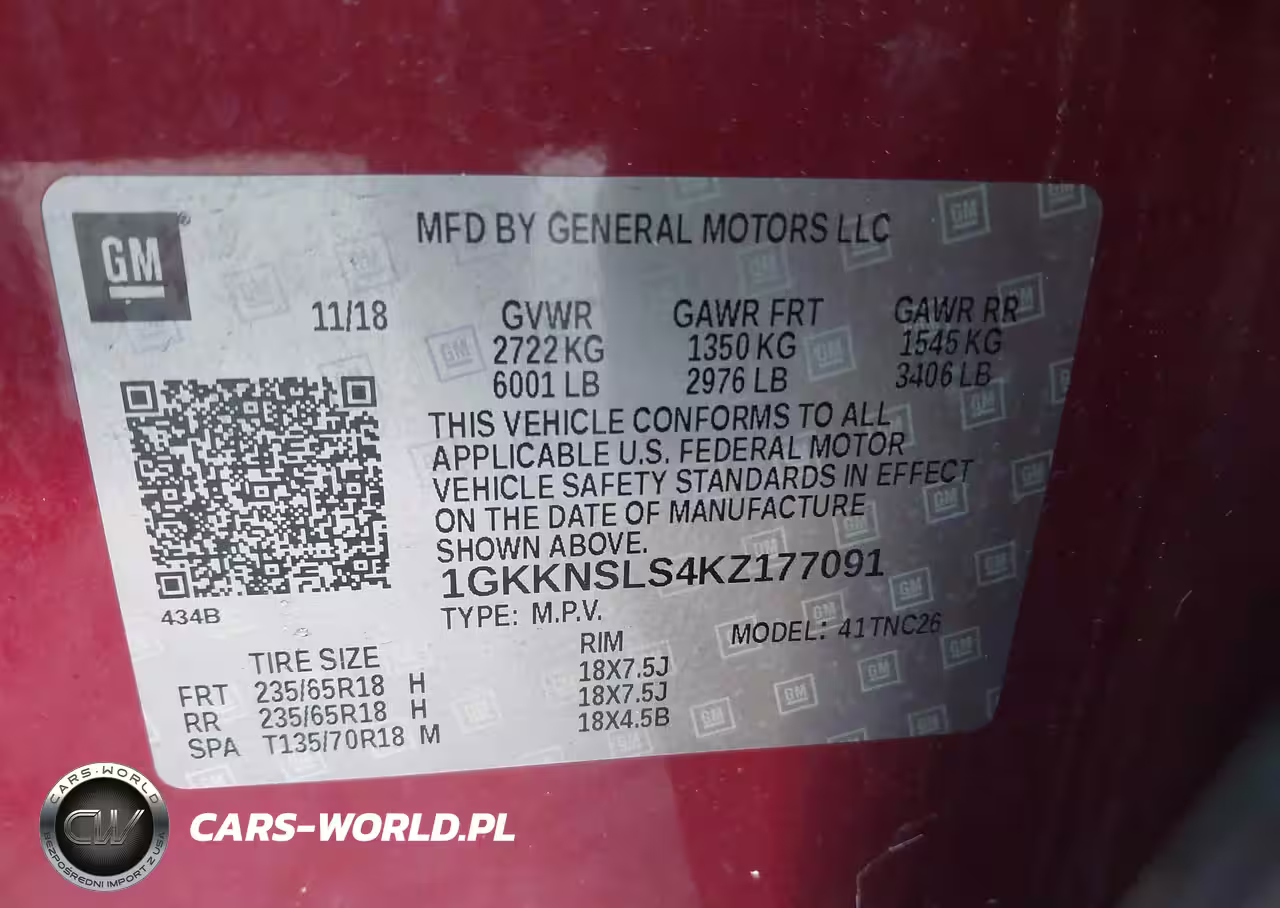 GM®
MFD BY GENERAL MOTORS LLC
11/18
GVWR GAWR FRT GAWR RR
2722 KG 1350 KG 1545 KG
6001 LB 2976 LB 3406 LB
THIS VEHICLE CONFORMS TO ALL
APPLICABLE U.S. FEDERAL MOTOR
VEHICLE SAFETY STANDARDS IN EFFECT
ON THE DATE OF MANUFACTURE
SHOWN ABOVE.
1GKKNSLS4KZ177091
434B
TYPE: M.P.V.
MODEL: 41TNC26
TIRE SIZE RIM
FRT 235/65R18 H 18X7.5J
RR 235/65R18 H 18X7.5J
SPA T135/70R18 M 18X4.5B
CARS-WORLD
CW
BEZPOŚREDNI IMPORT Z USA
CARS-WORLD.PL